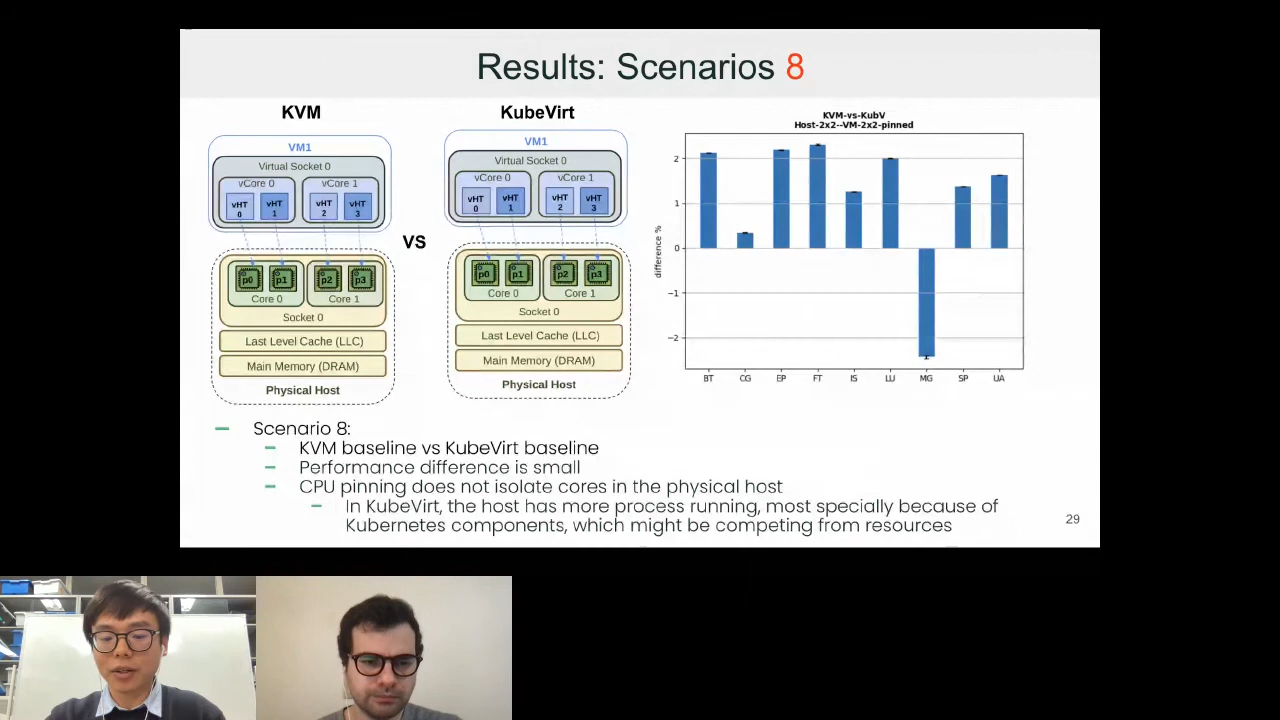 Results: Scenarios 8
KVM
VM1
Virtual Socket 0
vCore 0
vCore 1
vHT 0
vHT 1
vHT 2
vHT 3
p0
p1
p2
p3
Core 0
Core 1
Socket 0
Last Level Cache (LLC)
Main Memory (DRAM)
Physical Host
VS
KubeVirt
VM1
Virtual Socket 0
vCore 0
vCore 1
vHT 0
vHT 1
vHT 2
vHT 3
p0
p1
p2
p3
Core 0
Core 1
Socket 0
Last Level Cache (LLC)
Main Memory (DRAM)
Physical Host
KVM-vs-KubV
Host-2x2--VM-2x2-pinned
difference %
2
1
0
−1
−2
BT CG EP FT IS LU MG SP UA
Scenario 8:
KVM baseline vs KubeVirt baseline
Performance difference is small
CPU pinning does not isolate cores in the physical host
In KubeVirt, the host has more process running, most specially because of
Kubernetes components, which might be competing from resources
29